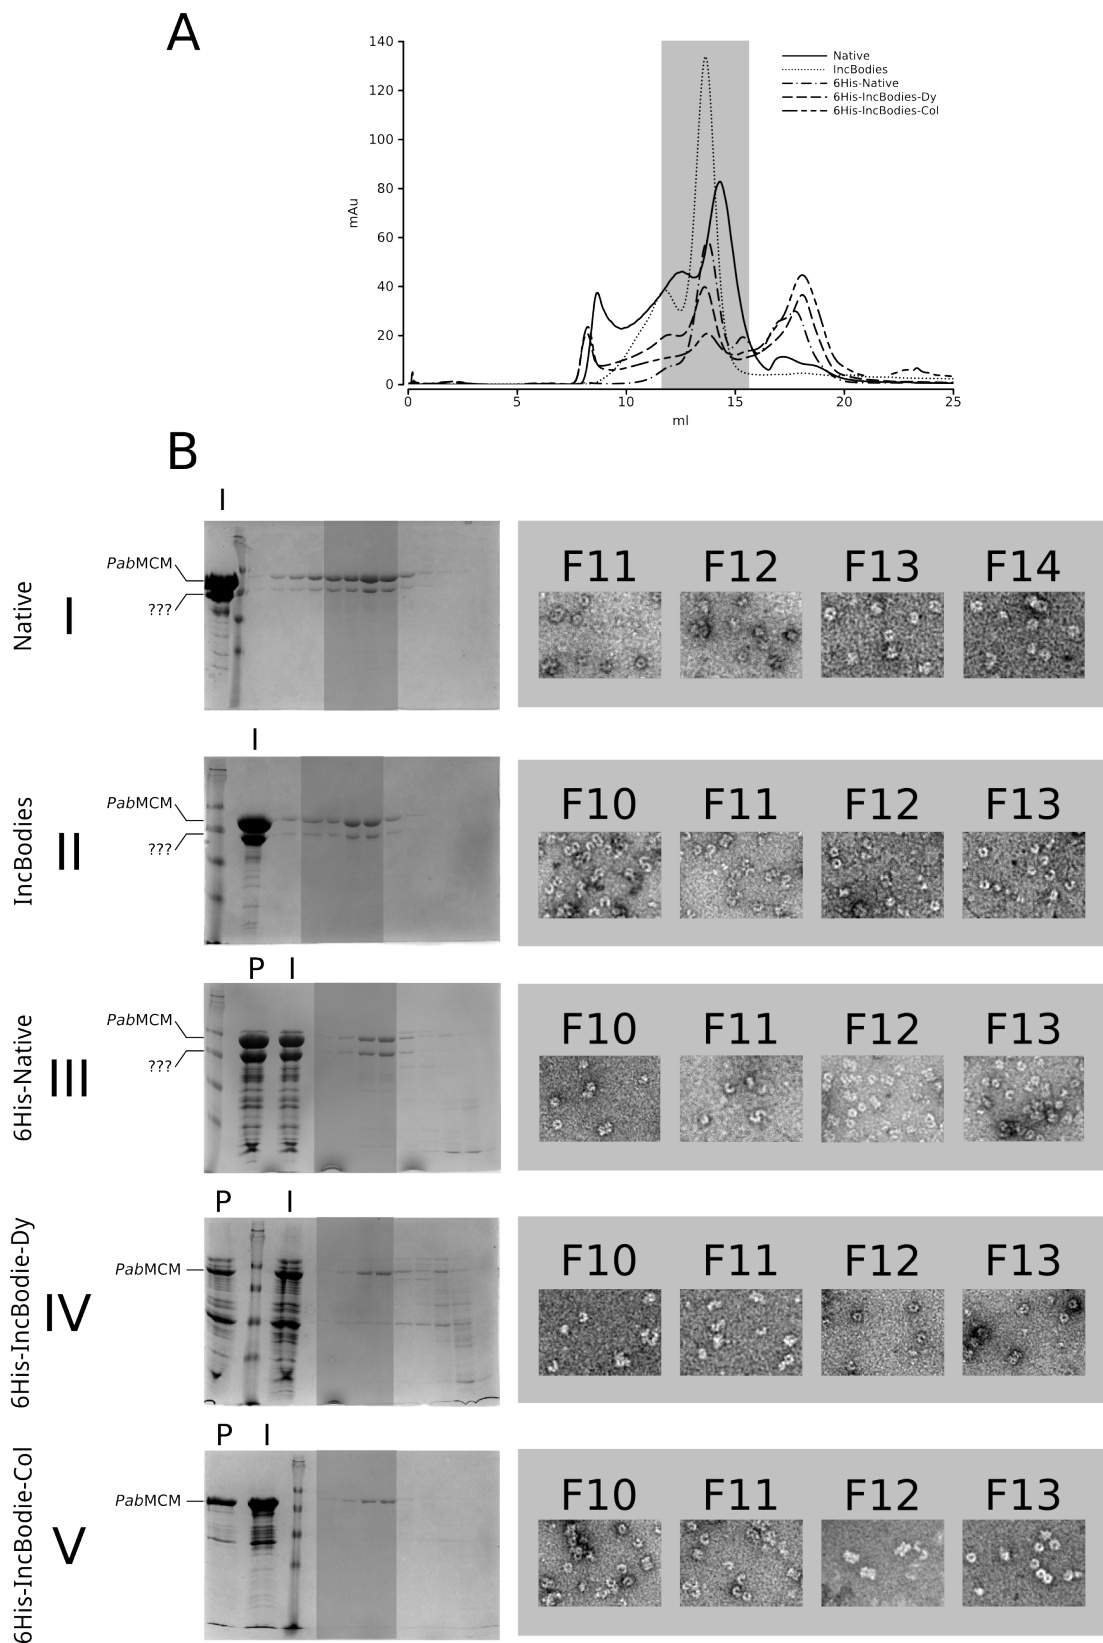 A
140
120
100
80
60
40
20
0
mAu
0 5 10 15 20 25
ml
Native
IncBodies
6His-Native
6His-IncBodies-Dy
6His-IncBodies-Col
B
I
Native
I
PabMCM
???
F11 F12 F13 F14
I
IncBodies
II
PabMCM
???
F10 F11 F12 F13
P I
6His-Native
III
PabMCM
???
F10 F11 F12 F13
P I
6His-IncBodie-Dy
IV
PabMCM
F10 F11 F12 F13
P I
6His-IncBodie-Col
V
PabMCM
F10 F11 F12 F13